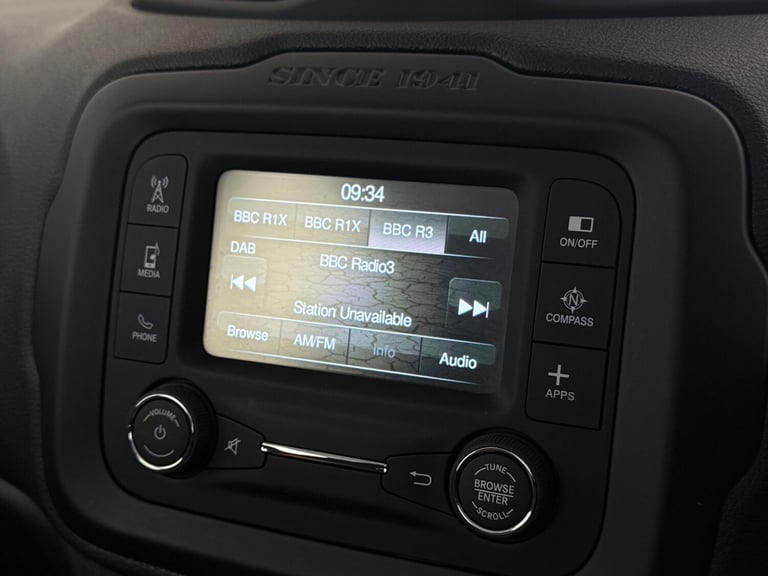 SINCE 1941
09:34
BBC R1X BBC R1X BBC R3 All
DAB
BBC Radio3
Station Unavailable
Browse AM/FM Info Audio
RADIO
MEDIA
PHONE
ON/OFF
N
COMPASS
APPS
VOLUME
TUNE
BROWSE
ENTER
SCROLL